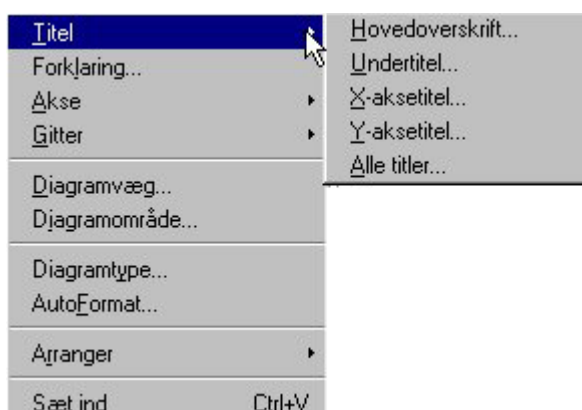 Titel
Forklaring...
Akse
Gitter
Diagramvæg...
Diagramområde...
Diagramtype...
AutoFormat...
Arranger
Sæt ind Ctrl+V
Hovedoverskrift...
Undertitel...
X-aksetitel...
Y-aksetitel...
Alle titler...